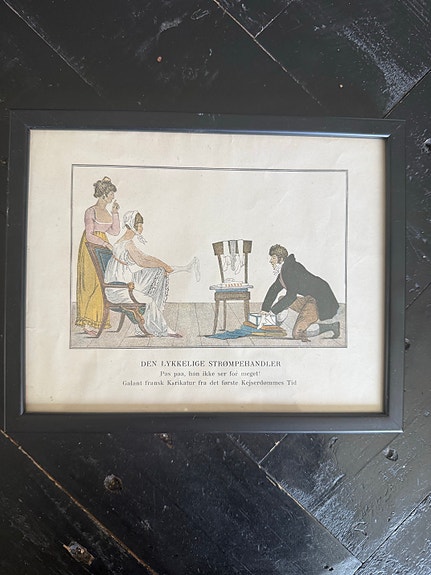 DEN LYKKELIGE STRØMPEHANDLER
Pas paa, han ikke ser for meget!
Galant fransk Karikatur fra det første Kejserdømmes Tid